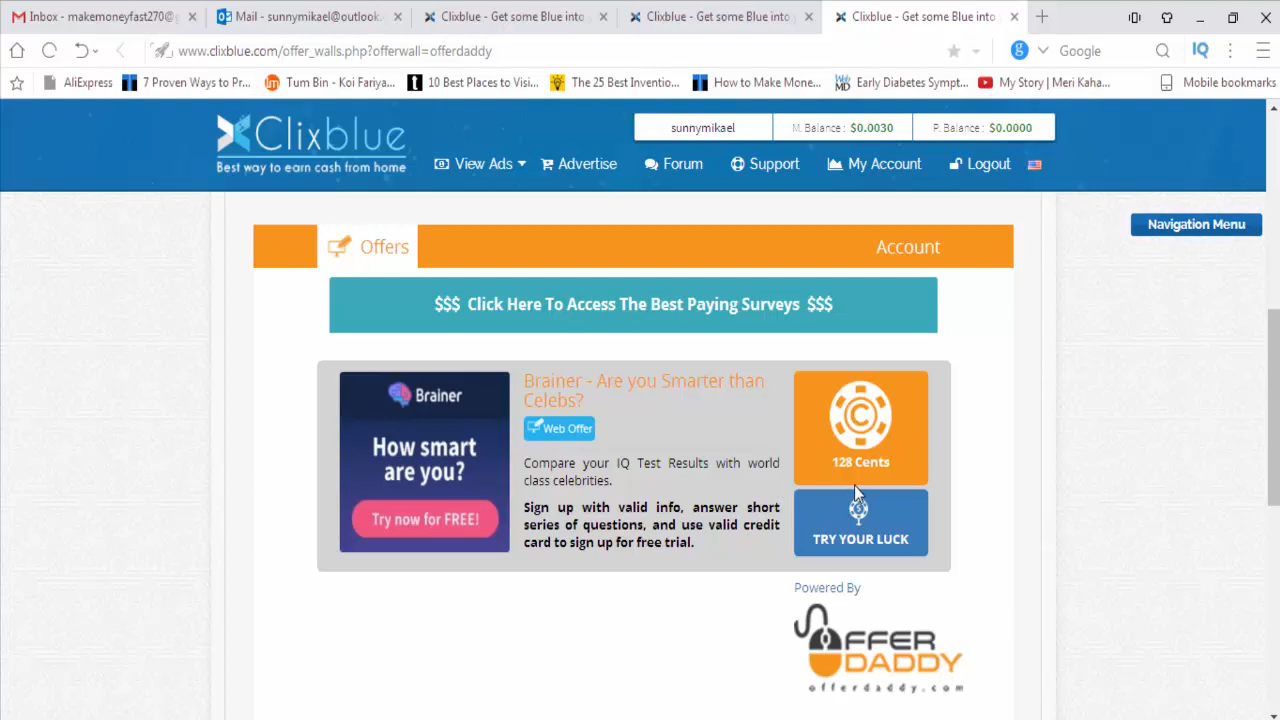 Inbox - makemoneyfast270@g
Mail - sunnymikael@outlook.
Clixblue - Get some Blue into
Clixblue - Get some Blue into
Clixblue - Get some Blue into
www.clixblue.com/offer_walls.php?offerwall=offerdaddy
Google
IQ
AliExpress
7 Proven Ways to Pr...
Tum Bin - Koi Fariya...
10 Best Places to Visi...
The 25 Best Inventio...
How to Make Mone...
Early Diabetes Sympt...
My Story | Meri Kaha...
Mobile bookmarks
Clixblue
Best way to earn cash from home
sunnymikael
M. Balance : $0.0030
P. Balance : $0.0000
View Ads
Advertise
Forum
Support
My Account
Logout
Navigation Menu
Offers
Account
$$$ Click Here To Access The Best Paying Surveys $$$
Brainer
How smart
are you?
Try now for FREE!
Brainer - Are you Smarter than
Celebs?
Web Offer
Compare your IQ Test Results with world
class celebrities.
Sign up with valid info, answer short
series of questions, and use valid credit
card to sign up for free trial.
128 Cents
TRY YOUR LUCK
Powered By
OFFER
DADDY
offerdaddy.com